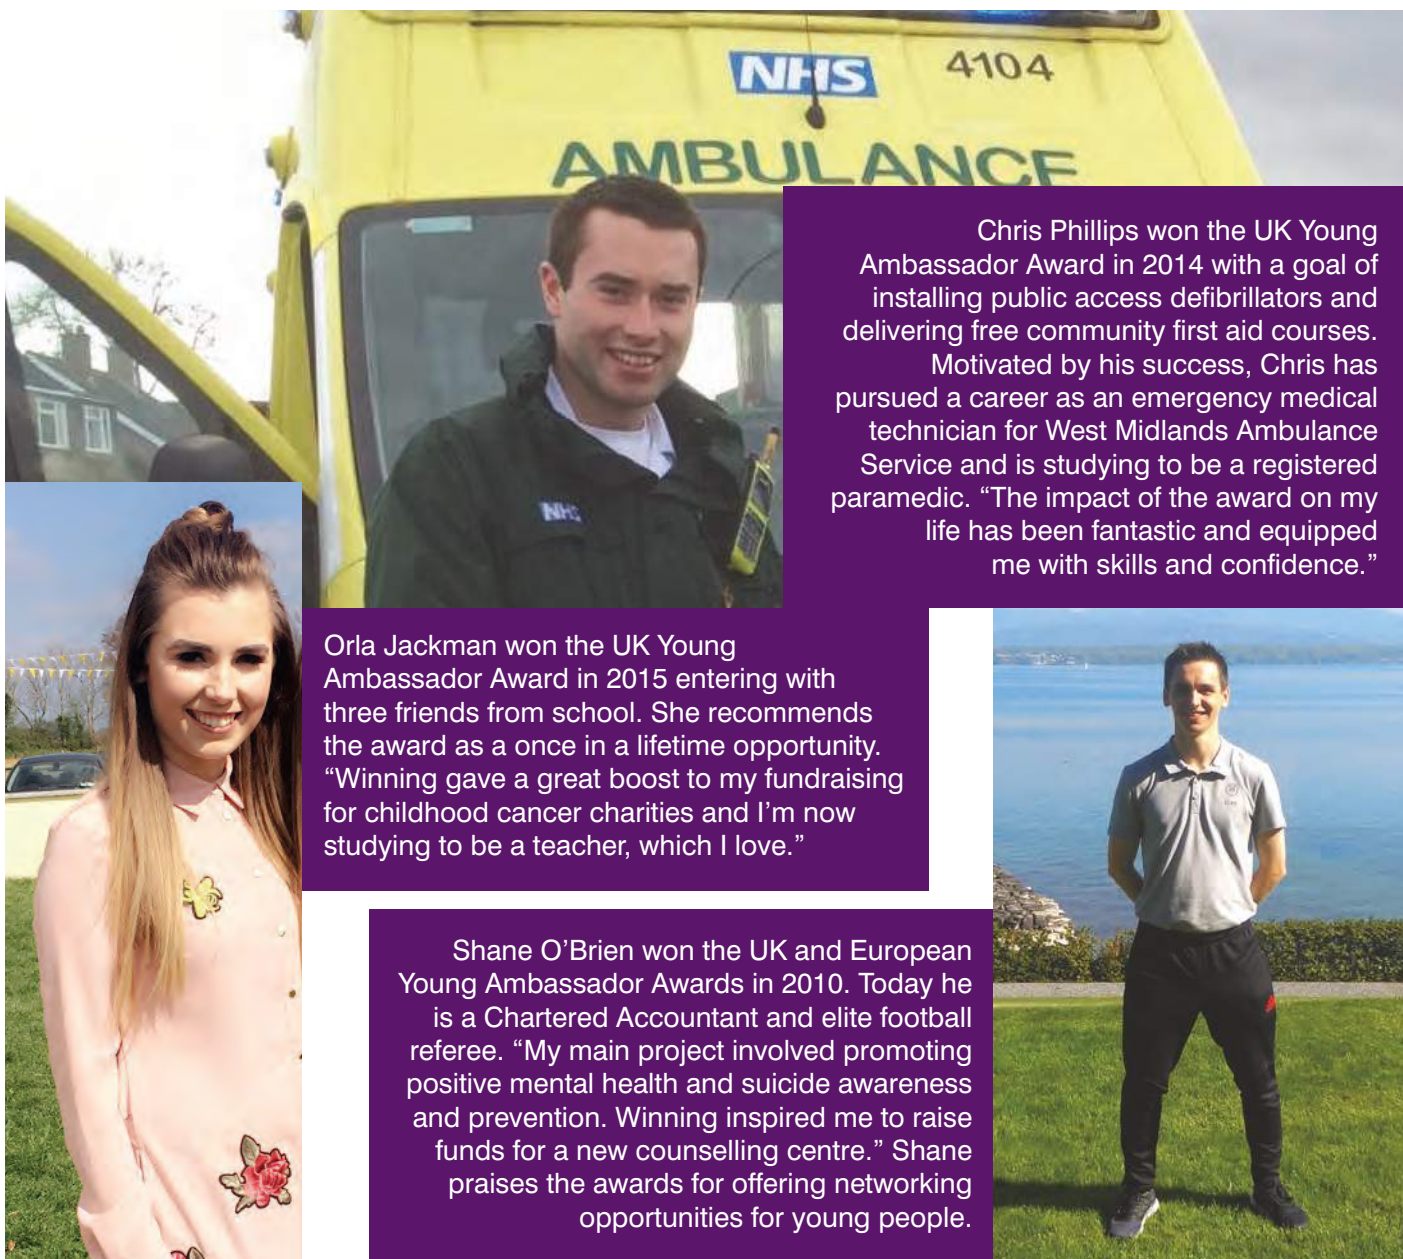 NHS
4104
AMBULANCE
NHS
Chris Phillips won the UK Young
Ambassador Award in 2014 with a goal of
installing public access defibrillators and
delivering free community first aid courses.
Motivated by his success, Chris has
pursued a career as an emergency medical
technician for West Midlands Ambulance
Service and is studying to be a registered
paramedic. “The impact of the award on my
life has been fantastic and equipped
me with skills and confidence.”
Orla Jackman won the UK Young
Ambassador Award in 2015 entering with
three friends from school. She recommends
the award as a once in a lifetime opportunity.
“Winning gave a great boost to my fundraising
for childhood cancer charities and I’m now
studying to be a teacher, which I love.”
Shane O’Brien won the UK and European
Young Ambassador Awards in 2010. Today he
is a Chartered Accountant and elite football
referee. “My main project involved promoting
positive mental health and suicide awareness
and prevention. Winning inspired me to raise
funds for a new counselling centre.” Shane
praises the awards for offering networking
opportunities for young people.